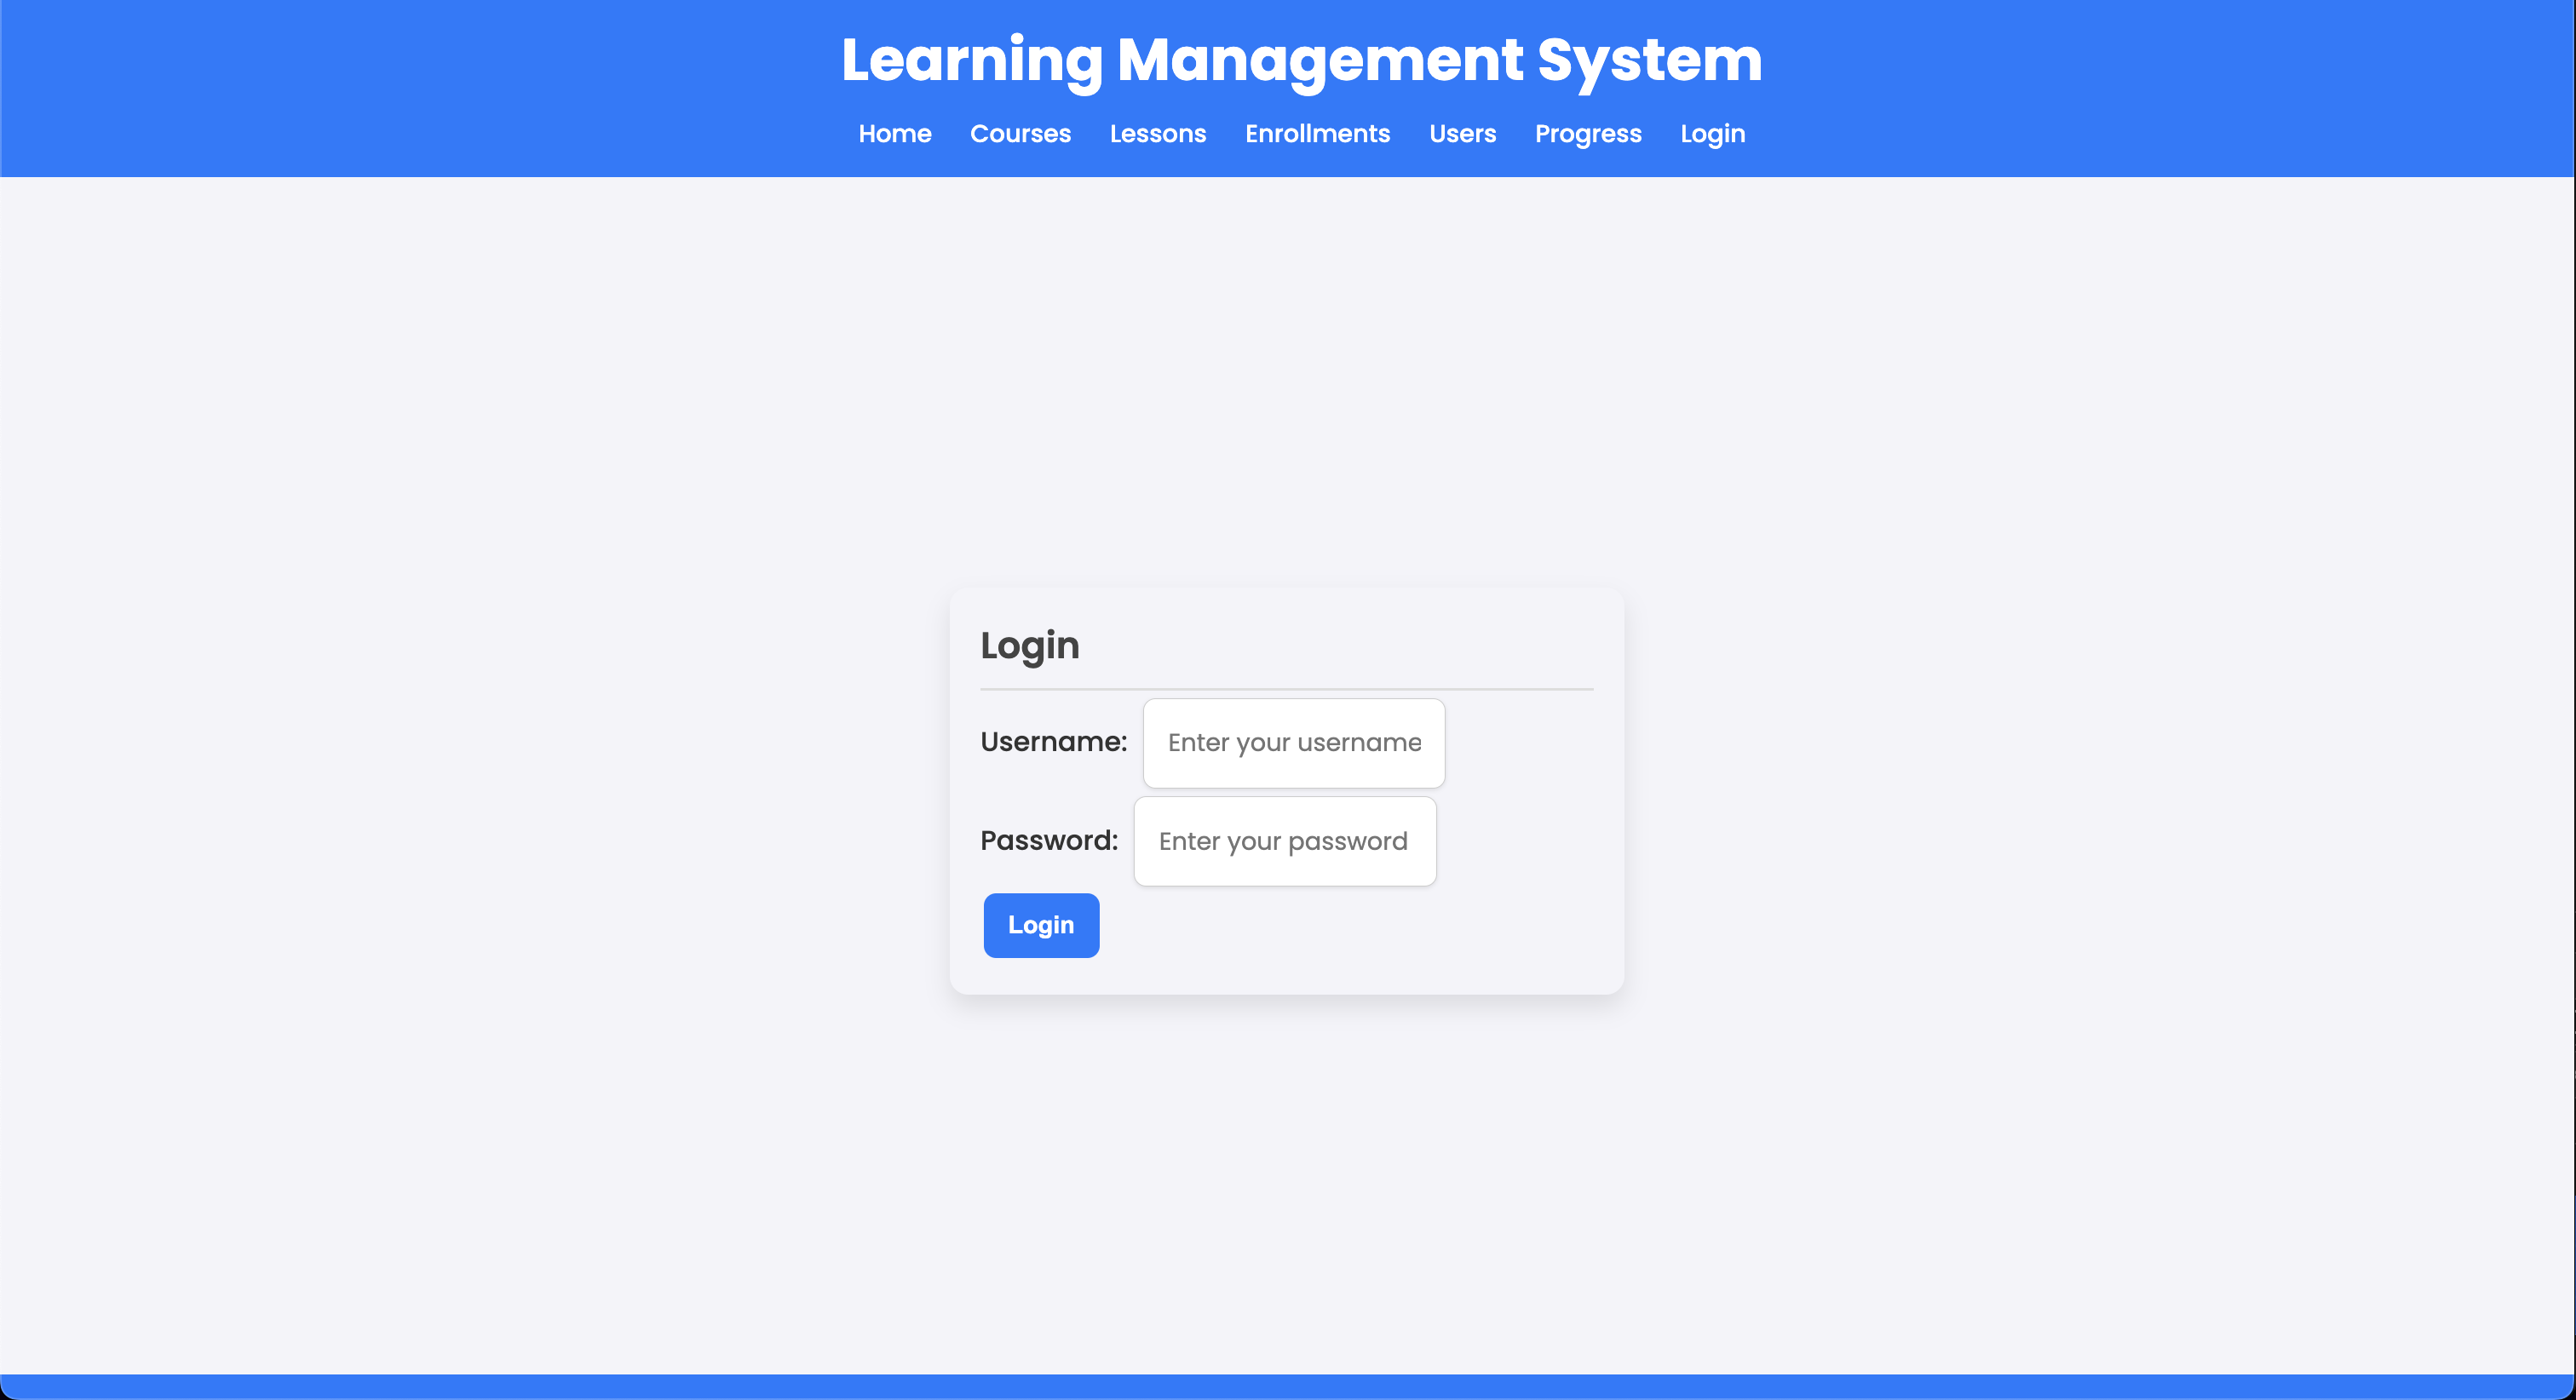 Learning Management System
Home Courses Lessons Enrollments Users Progress Login
Login
Username: Enter your username
Password: Enter your password
Login